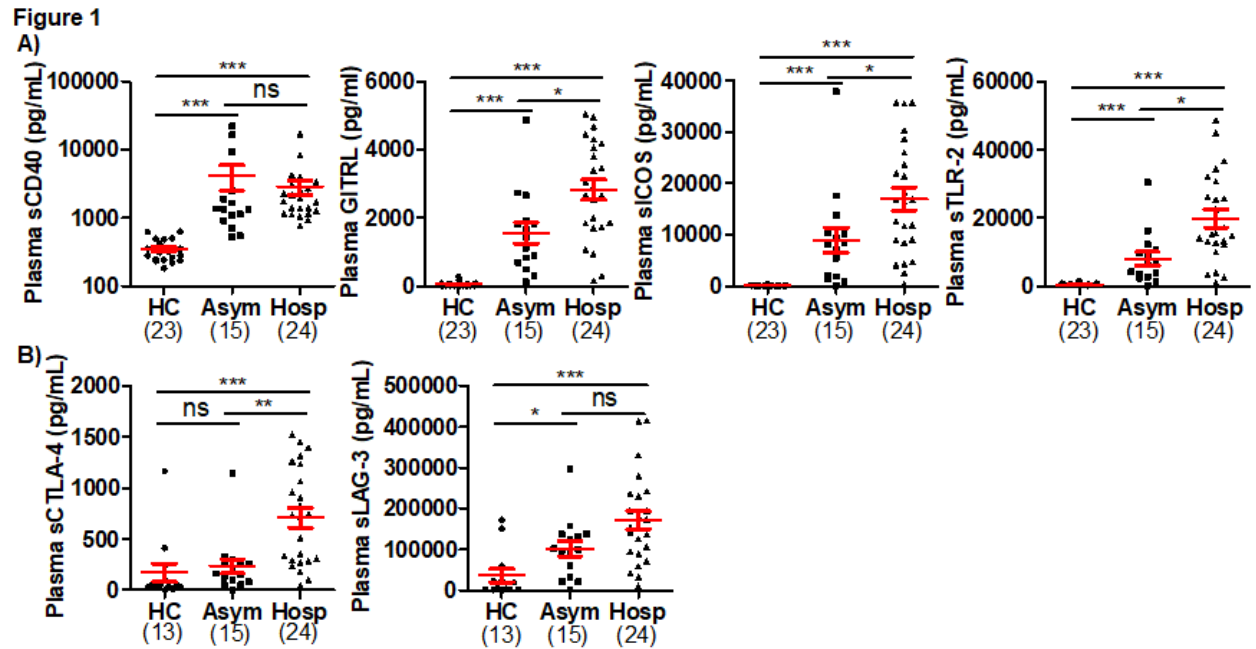 Figure 1
A)
Plasma sCD40 (pg/mL)
100000
10000
1000
100
***
***
ns
HC Asym Hosp
(23) (15) (24)
Plasma GITRL (pg/ml)
6000
4000
2000
0
***
***
*
HC Asym Hosp
(23) (15) (24)
Plasma sICOS (pg/mL)
40000
30000
20000
10000
0
***
***
*
HC Asym Hosp
(23) (15) (24)
Plasma sTLR-2 (pg/mL)
60000
40000
20000
0
***
***
*
HC Asym Hosp
(23) (15) (24)
B)
Plasma sCTLA-4 (pg/mL)
2000
1500
1000
500
0
***
ns
**
HC Asym Hosp
(13) (15) (24)
Plasma sLAG-3 (pg/mL)
500000
400000
300000
200000
100000
0
***
*
ns
HC Asym Hosp
(13) (15) (24)